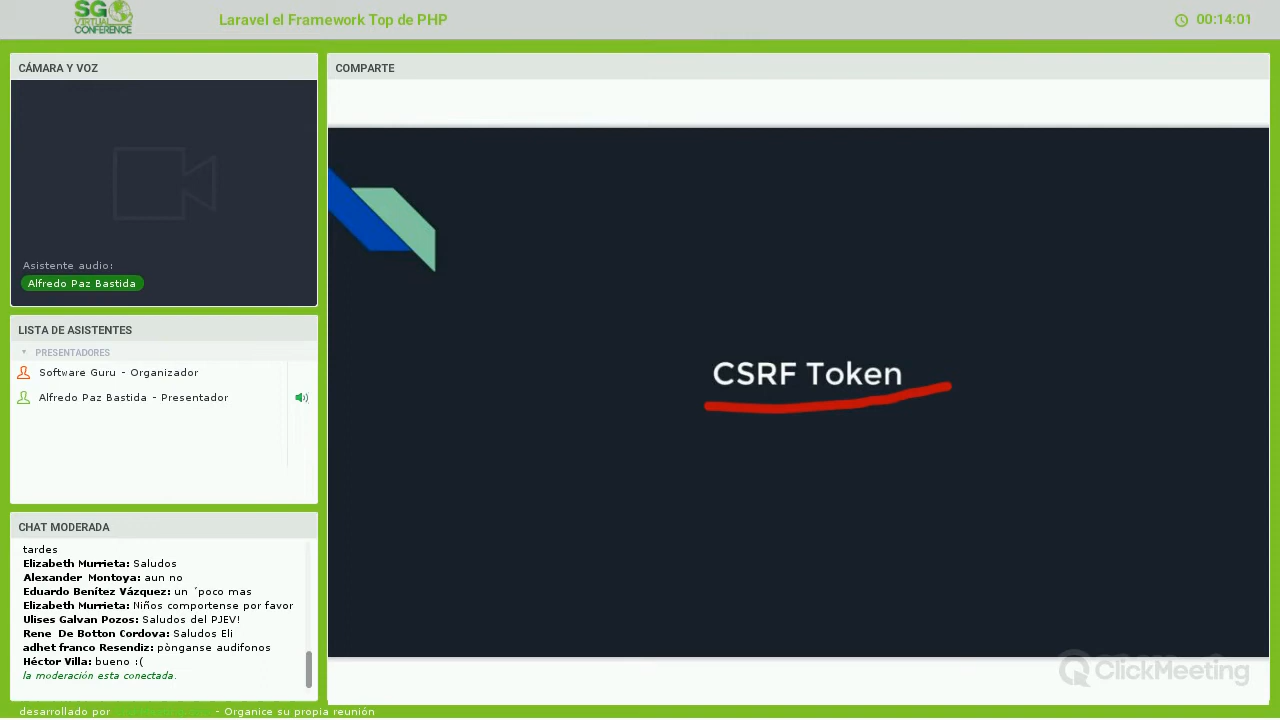 SG
VIRTUAL
CONFERENCE
Laravel el Framework Top de PHP
00:14:01
CÁMARA Y VOZ
Asistente audio:
Alfredo Paz Bastida
LISTA DE ASISTENTES
PRESENTADORES
Software Guru - Organizador
Alfredo Paz Bastida - Presentador
CHAT MODERADA
tardes
Elizabeth Murrieta: Saludos
Alexander Montoya: aun no
Eduardo Benítez Vázquez: un ´poco mas
Elizabeth Murrieta: Niños comportense por favor
Ulises Galvan Pozos: Saludos del PJEV!
Rene De Botton Cordova: Saludos Eli
adhet franco Resendiz: pònganse audifonos
Héctor Villa: bueno :(
la moderación esta conectada.
desarrollado por - Organice su propia reunión
COMPARTE
CSRF Token
ClickMeeting